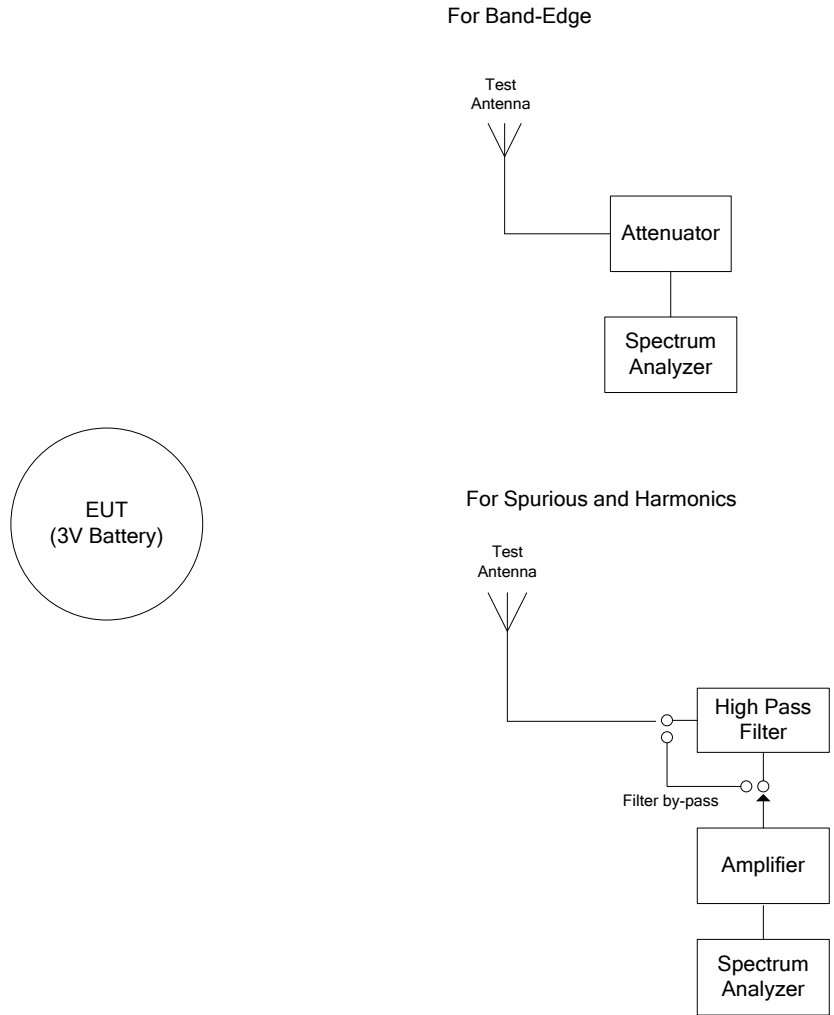 For Band-Edge
Test
Antenna
Attenuator
Spectrum
Analyzer
EUT
(3V Battery)
For Spurious and Harmonics
Test
Antenna
High Pass
Filter
Filter by-pass
Amplifier
Spectrum
Analyzer